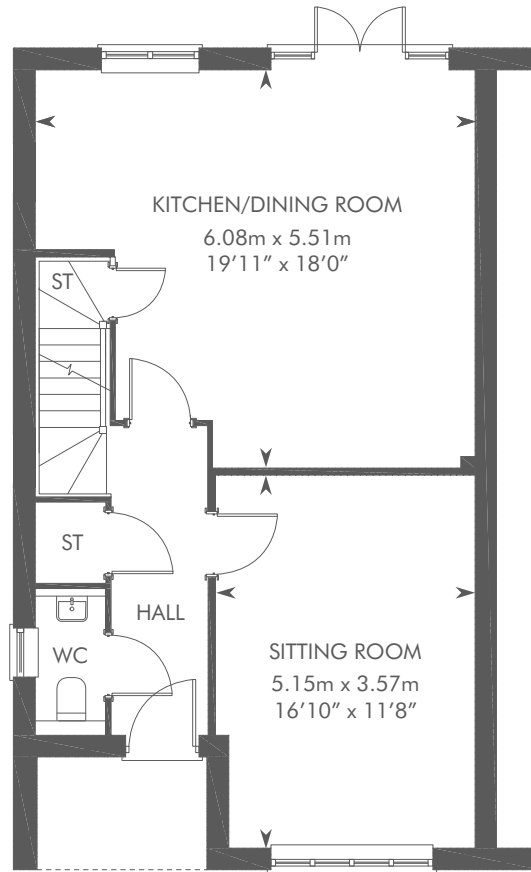 KITCHEN/DINING ROOM
6.08m x 5.51m
19’11” x 18’0”
ST
ST
HALL
WC
SITTING ROOM
5.15m x 3.57m
16’10” x 11’8”